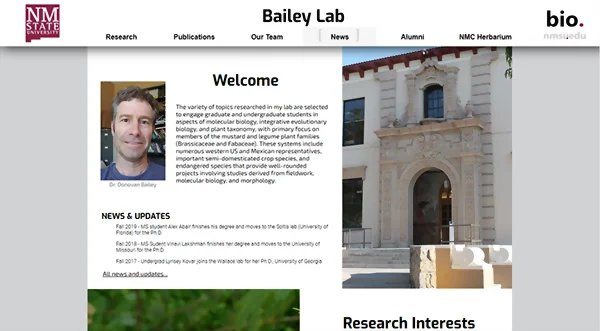 NM
STATE
UNIVERSITY
Bailey Lab
bio.
nmsu.edu
Research Publications Our Team [ News ] Alumni NMC Herbarium
Welcome
The variety of topics researched in my lab are selected
to engage graduate and undergraduate students in
aspects of molecular biology, integrative evolutionary
biology, and plant taxonomy, with primary focus on
members of the mustard and legume plant families
(Brassicaceae and Fabaceae). These systems include
numerous western US and Mexican representatives,
important semi-domesticated crop species, and
endangered species that provide well-rounded
projects involving studies derived from fieldwork,
molecular biology, and morphology.
Dr. Donovan Bailey
NEWS & UPDATES
Fall 2019 - MS student Alex Abair finishes his degree and moves to the Soltis lab (University of
Florida) for the Ph.D.
Fall 2018 - MS Student Vinavi Lakshman finishes her degree and moves to the University of
Missouri for the Ph.D.
Fall 2017 - Undergrad Lynsey Kovar joins the Wallace lab for her Ph.D., University of Georgia
All news and updates...
Research Interests